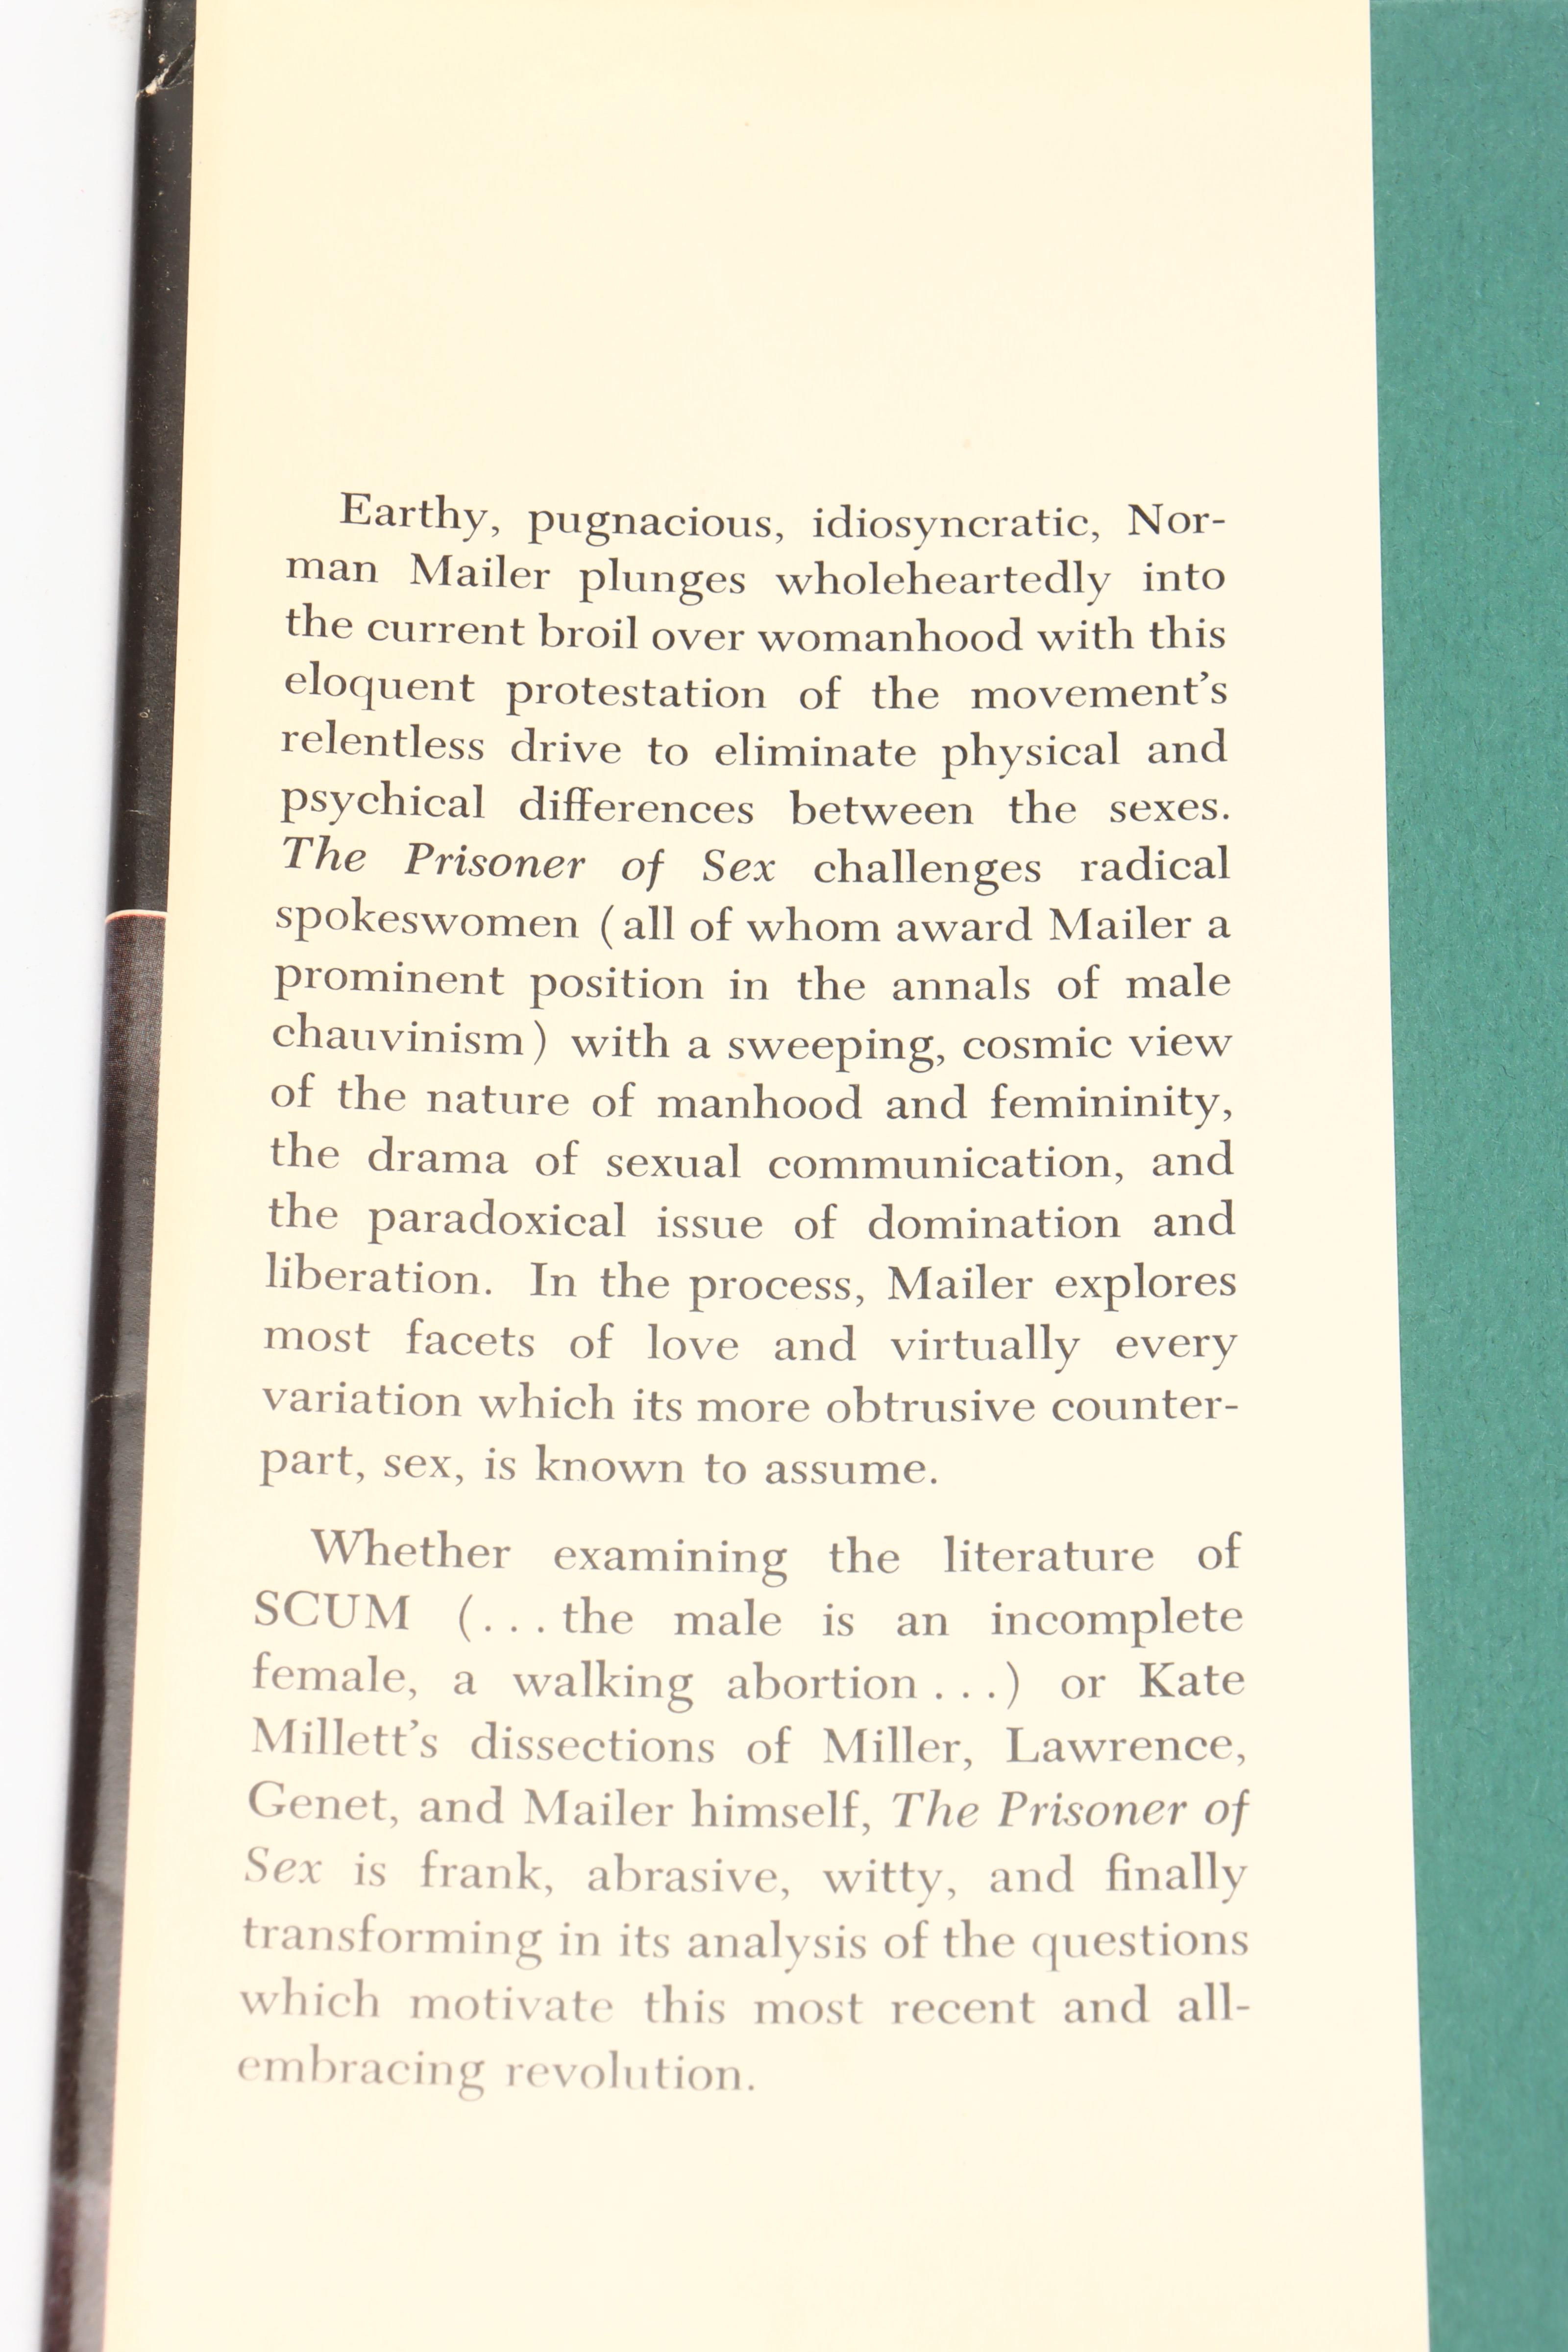 Earthy, pugnacious, idiosyncratic, Nor-
man Mailer plunges wholeheartedly into
the current broil over womanhood with this
eloquent protestation of the movement's
relentless drive to eliminate physical and
psychical differences between the sexes.
The Prisoner of Sex challenges radical
spokeswomen (all of whom award Mailer a
prominent position in the annals of male
chauvinism) with a sweeping, cosmic view
of the nature of manhood and femininity,
the drama of sexual communication, and
the paradoxical issue of domination and
liberation. In the process, Mailer explores
most facets of love and virtually every
variation which its more obtrusive counter-
part, sex, is known to assume.
Whether examining the literature of
SCUM (...the male is an incomplete
female, a walking abortion...) or Kate
Millett's dissections of Miller, Lawrence,
Genet, and Mailer himself, The Prisoner of
Sex is frank, abrasive, witty, and finally
transforming in its analysis of the questions
which motivate this most recent and all-
embracing revolution.